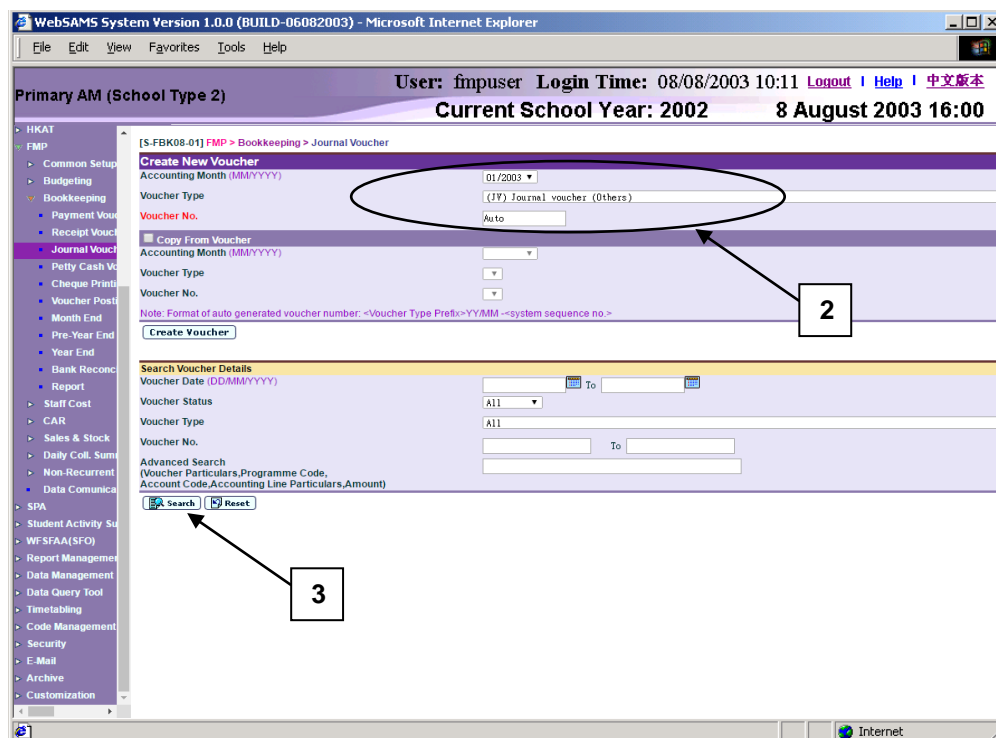 WebSAMS System Version 1.0.0 (BUILD-06082003) - Microsoft Internet Explorer
File Edit View Favorites Tools Help
User: fmpuser Login Time: 08/08/2003 10:11 Logout | Help | 中文版本
Primary AM (School Type 2)
Current School Year: 2002 8 August 2003 16:00
HKAT
FMP
Common Setup
Budgeting
Bookkeeping
Payment Vou
Receipt Vouc
Journal Vouch
Petty Cash Vo
Cheque Printi
Voucher Posti
Month End
Pre-Year End
Year End
Bank Reconc
Report
Staff Cost
CAR
Sales & Stock
Daily Coll. Sum
Non-Recurrent
Data Comunica
SPA
Student Activity Su
WFSFAA(SFO)
Report Managemen
Data Management
Data Query Tool
Timetabling
Code Management
Security
E-Mail
Archive
Customization
[S-FBK08-01] FMP > Bookkeeping > Journal Voucher
Create New Voucher
Accounting Month (MM/YYYY) 01/2003
Voucher Type (JV) Journal voucher (Others)
Voucher No. Auto
Copy From Voucher
Accounting Month (MM/YYYY)
Voucher Type
Voucher No.
Note: Format of auto generated voucher number: <Voucher Type Prefix>YY/MM -<system sequence no.>
Create Voucher
2
Search Voucher Details
Voucher Date (DD/MM/YYYY) To
Voucher Status All
Voucher Type All
Voucher No. To
Advanced Search
(Voucher Particulars,Programme Code,
Account Code,Accounting Line Particulars,Amount)
Search Reset
3
Internet